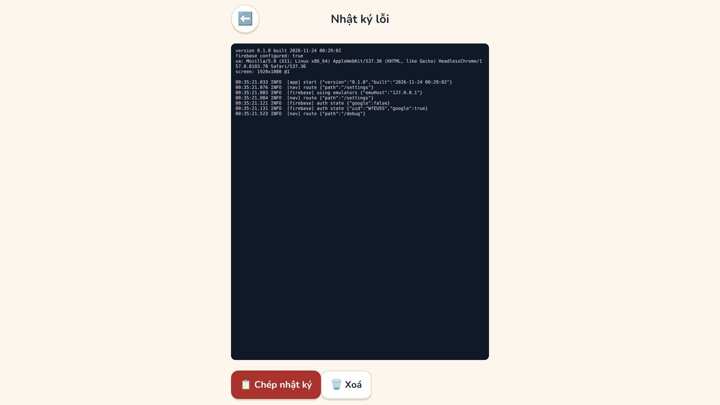 Nhật ký lỗi
version 0.1.0 built 2026-11-24 00:29:02
firebase configured: true
ua: Mozilla/5.0 (X11; Linux x86_64) AppleWebKit/537.36 (KHTML, like Gecko) HeadlessChrome/1
57.0.8103.70 Safari/537.36
screen: 1920x1080 @1
00:35:21.033 INFO [app] start {"version":"0.1.0","built":"2026-11-24 00:29:02"}
00:35:21.076 INFO [nav] route {"path":"/settings"}
00:35:21.083 INFO [firebase] using emulators {"emuHost":"127.0.0.1"}
00:35:21.084 INFO [nav] route {"path":"/settings"}
00:35:21.121 INFO [firebase] auth state {"google":false}
00:35:21.131 INFO [firebase] auth state {"uid":"WfEU5S","google":true}
00:35:21.523 INFO [nav] route {"path":"/debug"}
Chép nhật ký
Xoá